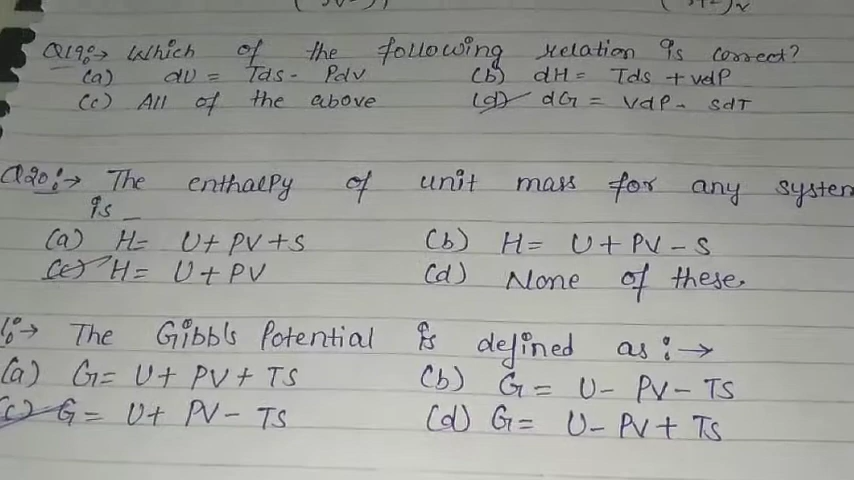 Q19:→ Which of the following relation is correct?
(a) dU = Tds - Pdv (b) dH = Tds + vdP
(c) All of the above (d) dG = VdP - SdT
Q20:→ The enthalpy of unit mass for any system
is _
(a) H= U + PV + S (b) H= U + PV - S
(c) H= U + PV (d) None of these.
:→ The Gibb's Potential is defined as :→
(a) G= U + PV + TS (b) G= U - PV - TS
(c) G= U + PV - TS (d) G= U - PV + TS